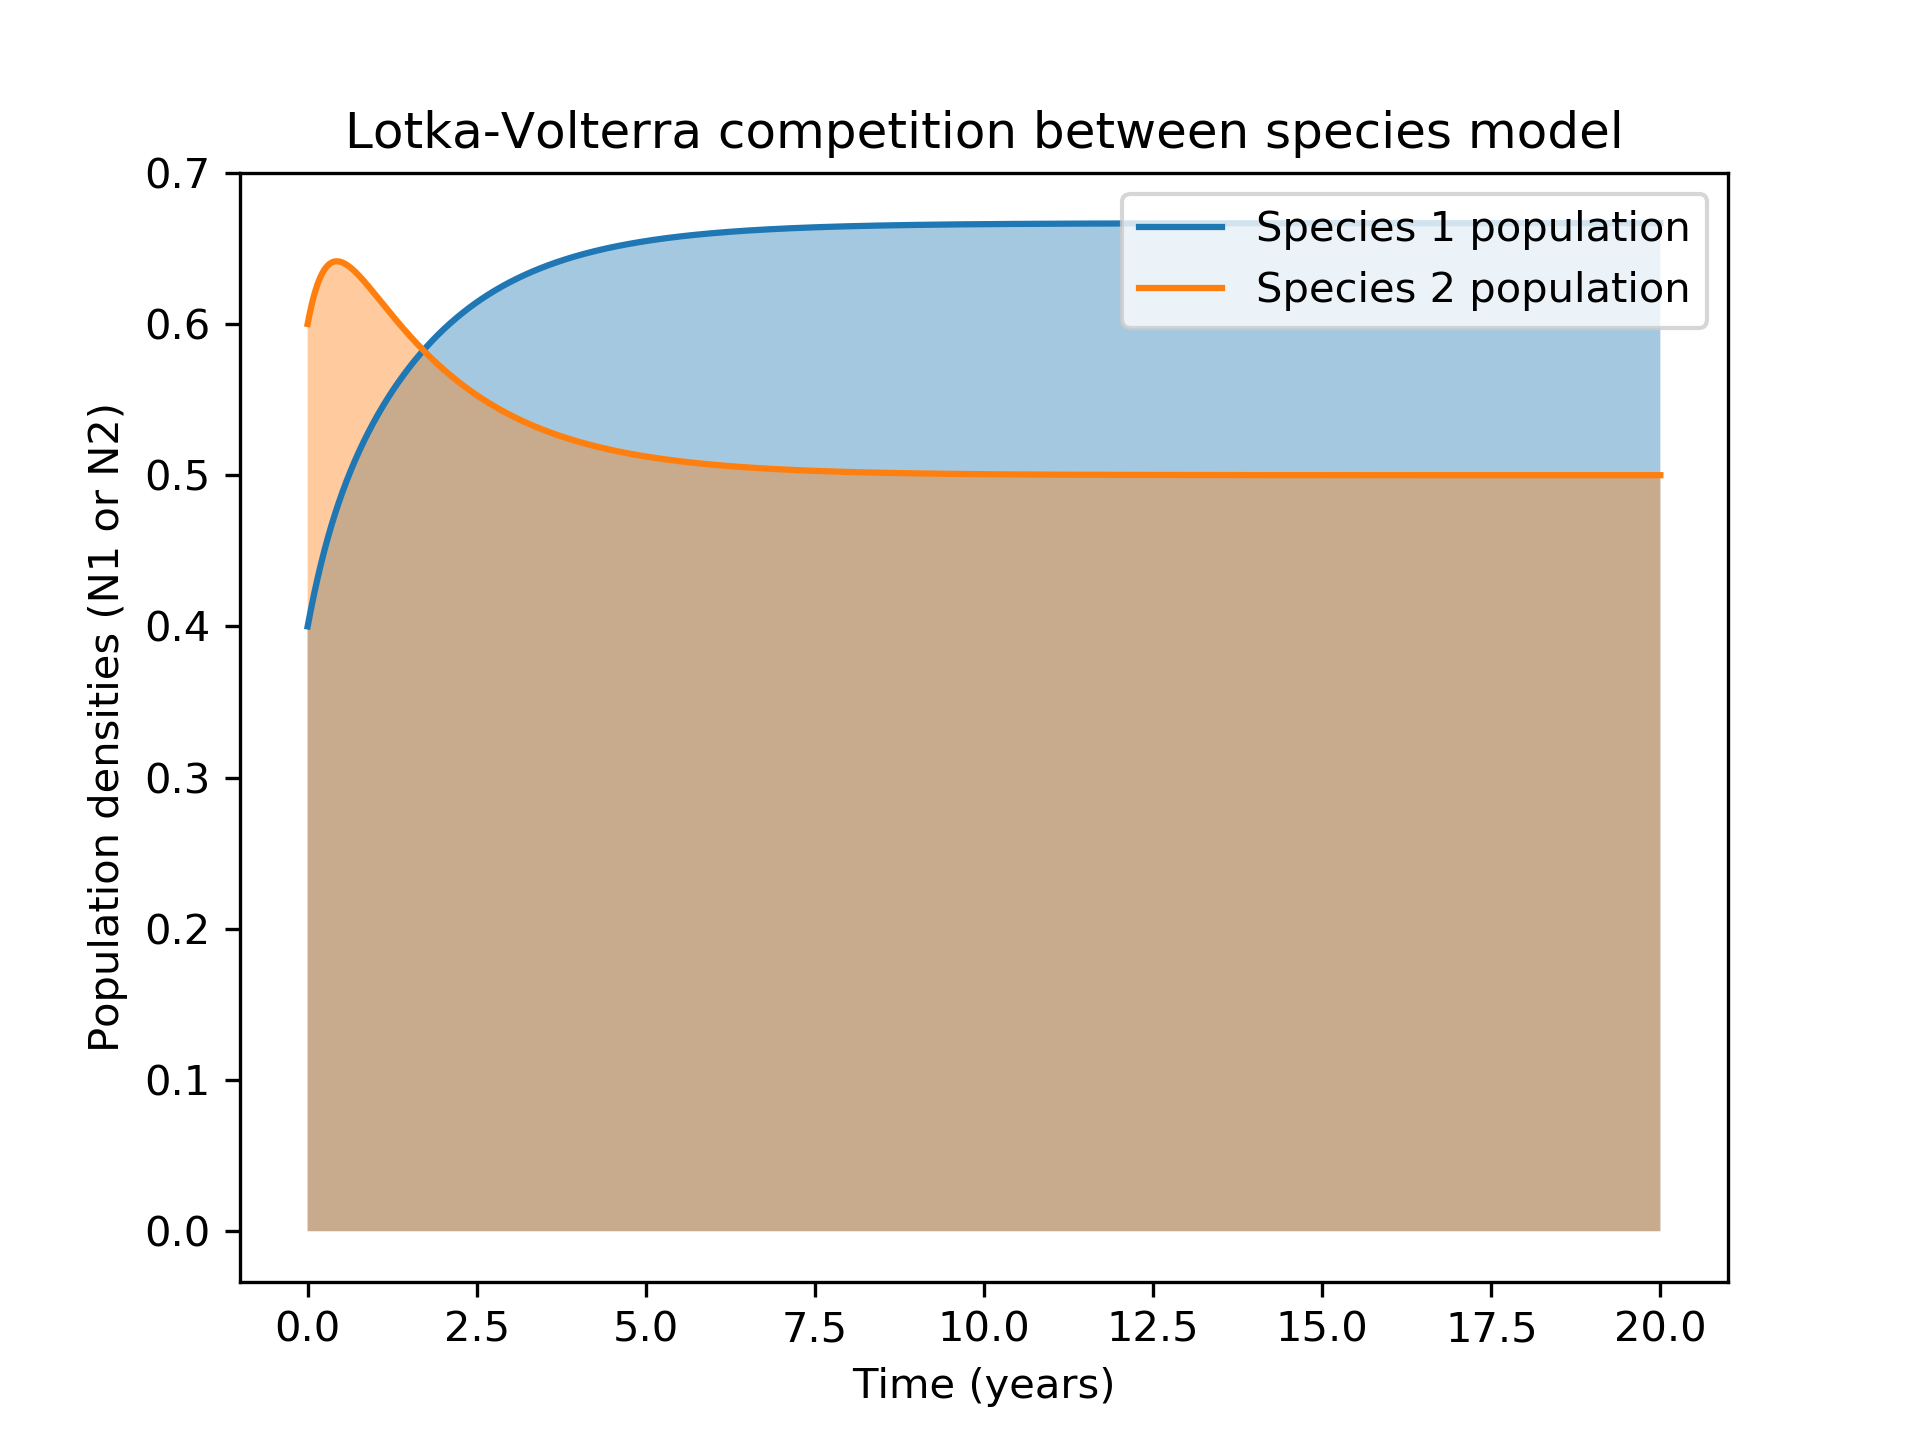 Lotka-Volterra competition between species model
0.7
0.6
0.5
0.4
0.3
0.2
0.1
0.0
Population densities (N1 or N2)
Species 1 population
Species 2 population
0.0 2.5 5.0 7.5 10.0 12.5 15.0 17.5 20.0
Time (years)